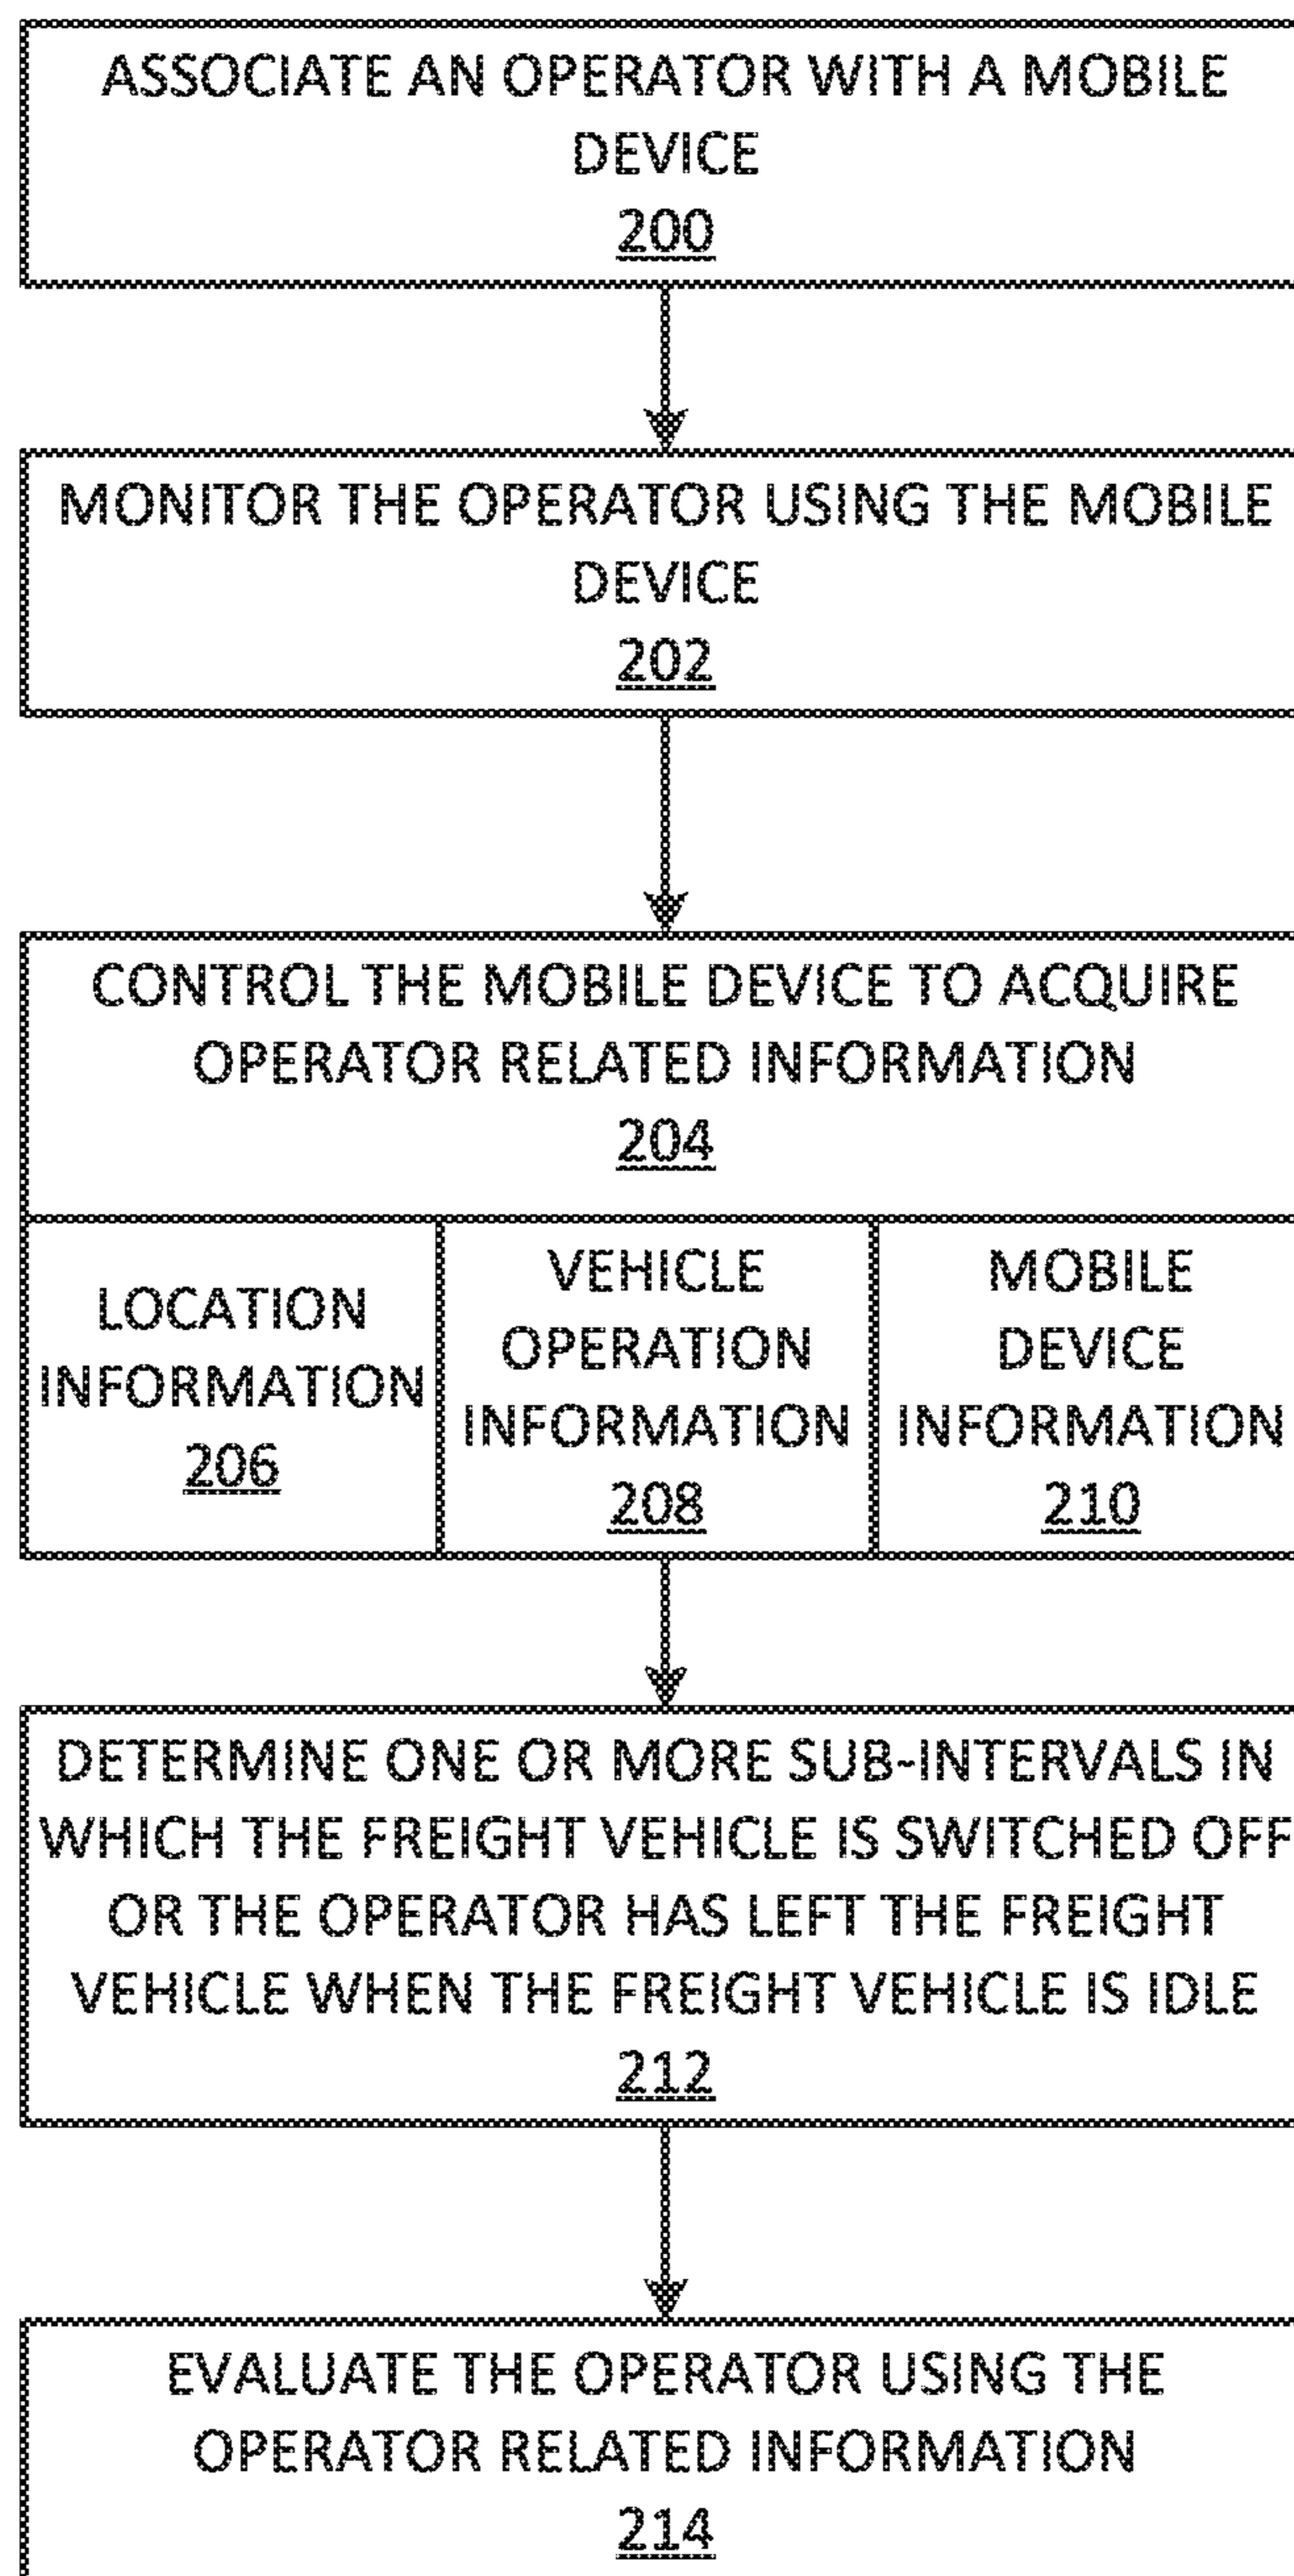 ASSOCIATE AN OPERATOR WITH A MOBILE
DEVICE
200
MONITOR THE OPERATOR USING THE MOBILE
DEVICE
202
CONTROL THE MOBILE DEVICE TO ACQUIRE
OPERATOR RELATED INFORMATION
204
LOCATION
INFORMATION
206
VEHICLE
OPERATION
INFORMATION
208
MOBILE
DEVICE
INFORMATION
210
DETERMINE ONE OR MORE SUB-INTERVALS IN
WHICH THE FREIGHT VEHICLE IS SWITCHED OFF
OR THE OPERATOR HAS LEFT THE FREIGHT
VEHICLE WHEN THE FREIGHT VEHICLE IS IDLE
212
EVALUATE THE OPERATOR USING THE
OPERATOR RELATED INFORMATION
214